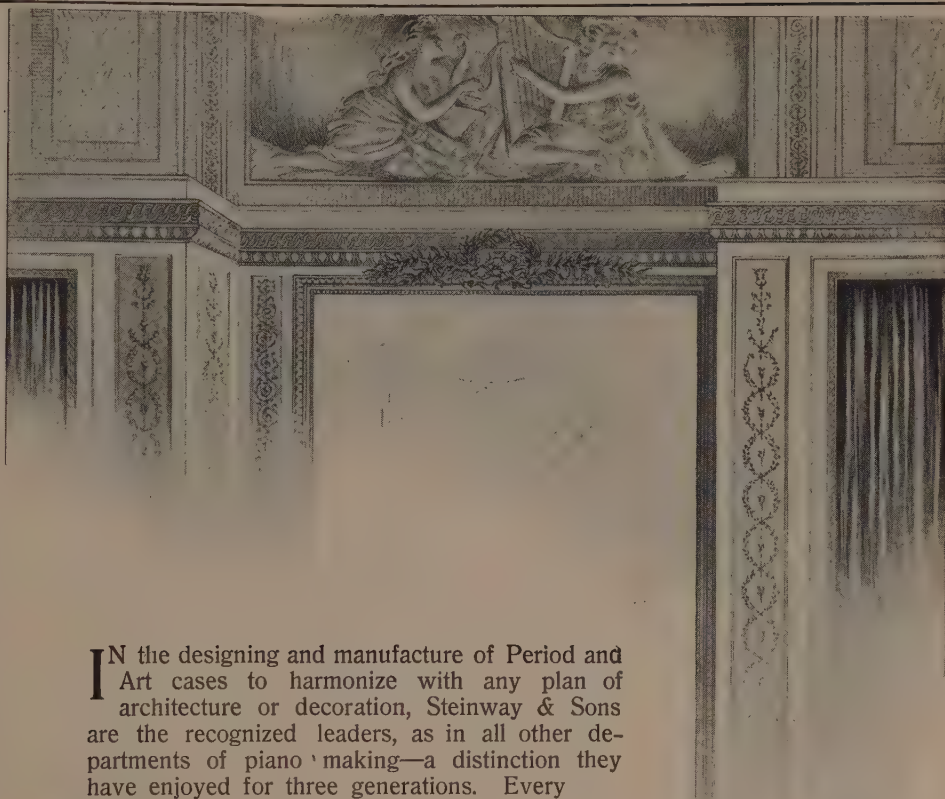 IN the designing and manufacture of Period and
Art cases to harmonize with any plan of
architecture or decoration, Steinway & Sons
are the recognized leaders, as in all other de-
partments of piano making—a distinction they
have enjoyed for three generations. Every